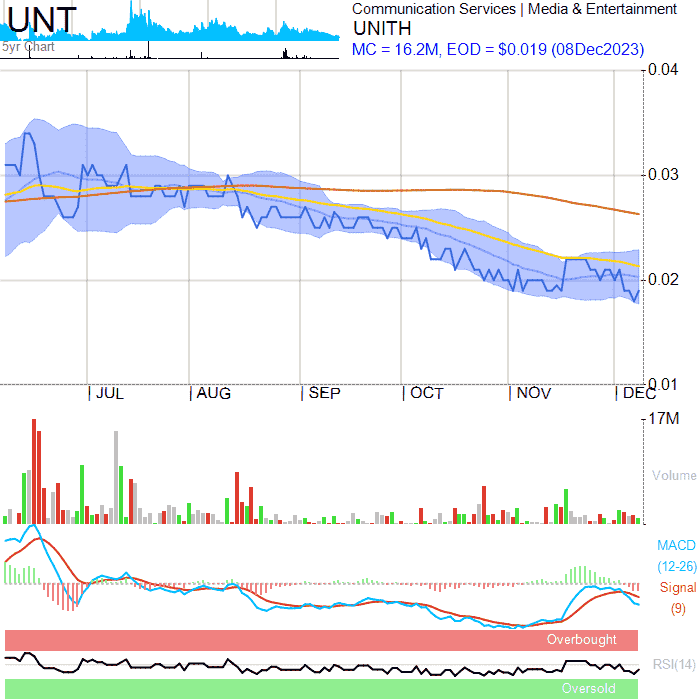 UNT
5yr Chart
Communication Services | Media & Entertainment
UNITH
MC = 16.2M, EOD = $0.019 (08Dec2023)
0.04
0.03
0.02
0.01
| JUL | AUG | SEP | OCT | NOV | DEC
17M
Volume
MACD
(12-26)
Signal
(9)
Overbought
RSI(14)
Oversold